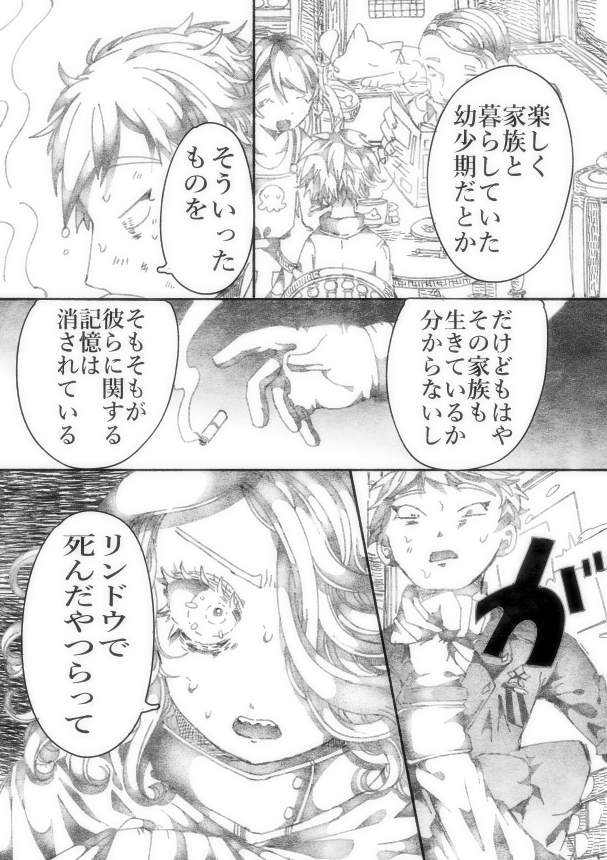 楽しく
家族と
暮らしていた
幼少期だとか
そういった
ものを
だけどもはや
その家族も
生きているか
分からないし
そもそもが
彼らに関する
記憶は
消されている
ガッ
リンドウで
死んだやつらって